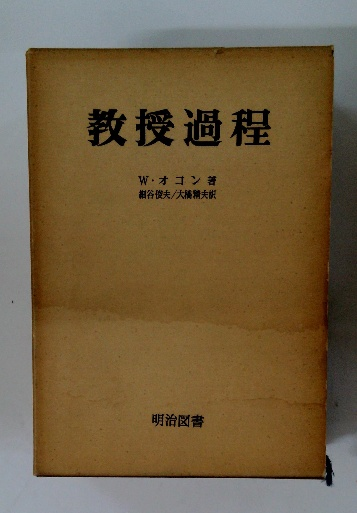 教授過程
W・オコン 著
細谷俊夫/大橋精夫訳
明治図書